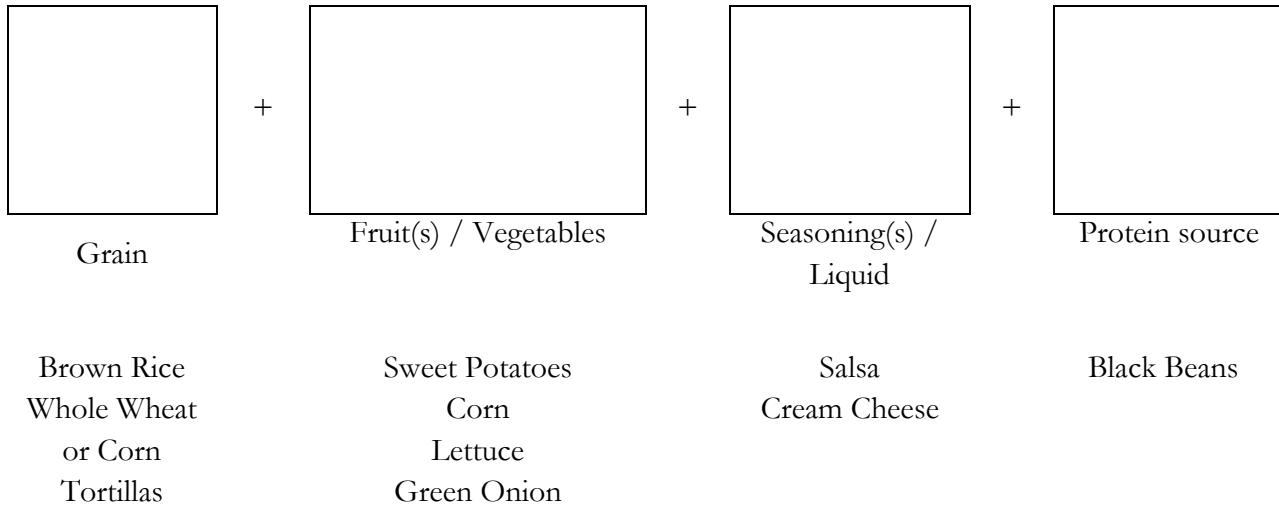 + + +
Grain
Fruit(s) / Vegetables
Seasoning(s) /
Liquid
Protein source
Brown Rice
Whole Wheat
or Corn
Tortillas
Sweet Potatoes
Corn
Lettuce
Green Onion
Salsa
Cream Cheese
Black Beans